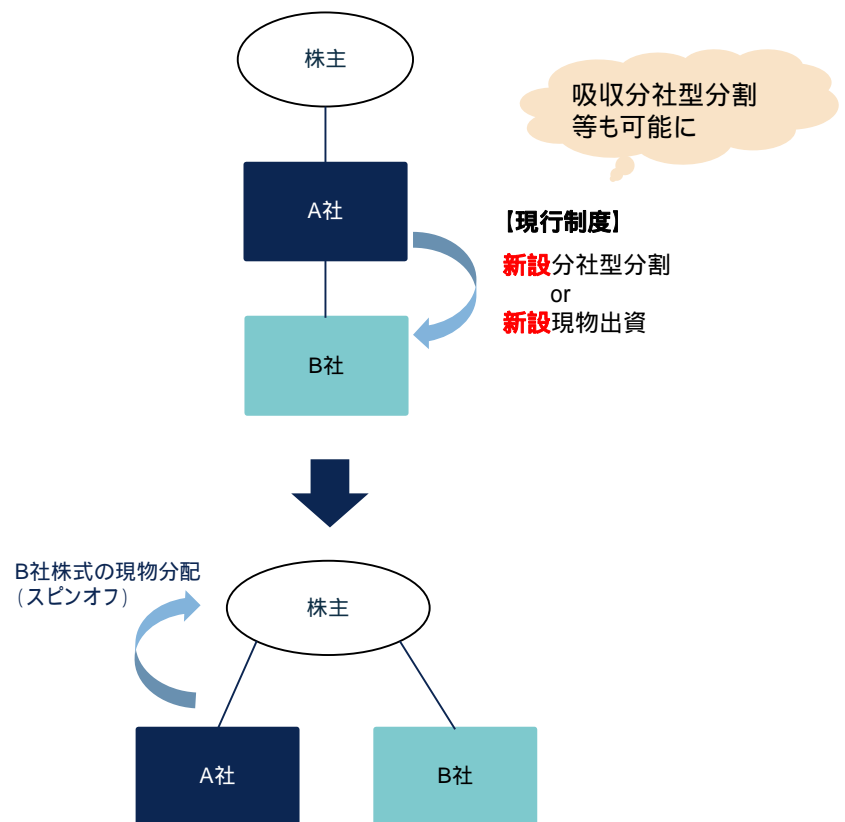 株主
吸収分社型分割
等も可能に
A社
【現行制度】
新設分社型分割
or
新設現物出資
B社
B社株式の現物分配
(スピンオフ)
株主
A社
B社